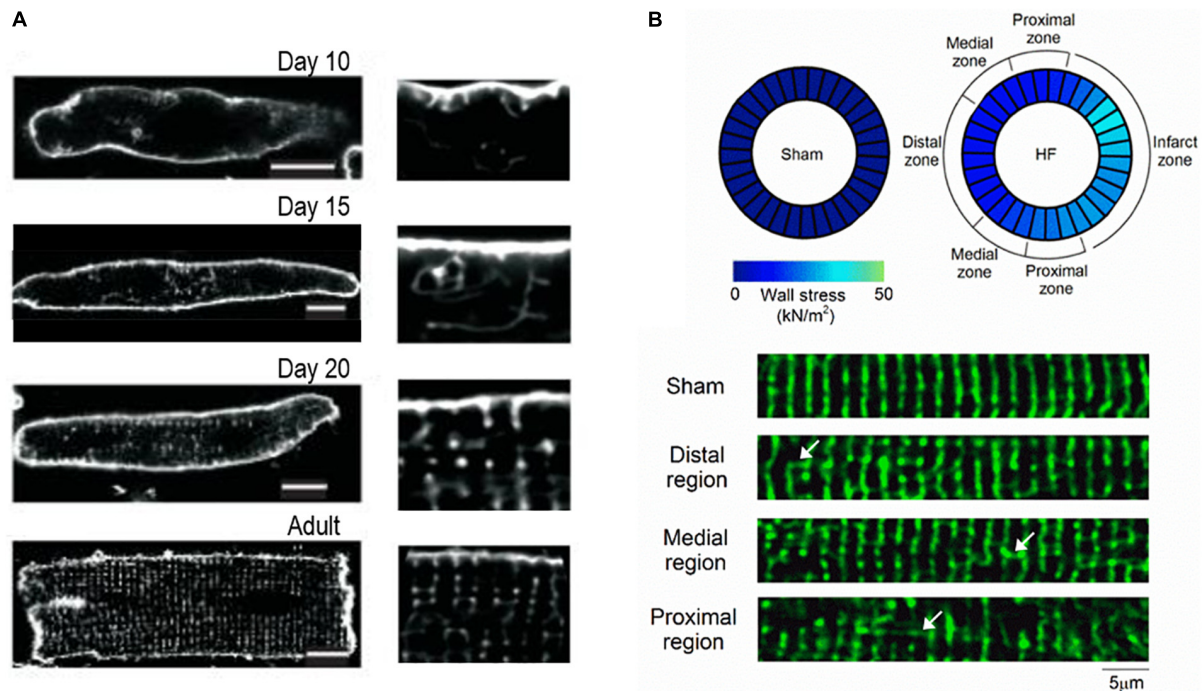 A
Day 10
Day 15
Day 20
Adult
B
Proximal
zone
Medial
zone
Distal
zone
Sham
HF
Infarct
zone
Medial
zone
Proximal
zone
0
Wall stress
50
(kN/m²)
Sham
Distal
region
Medial
region
Proximal
region
5μm